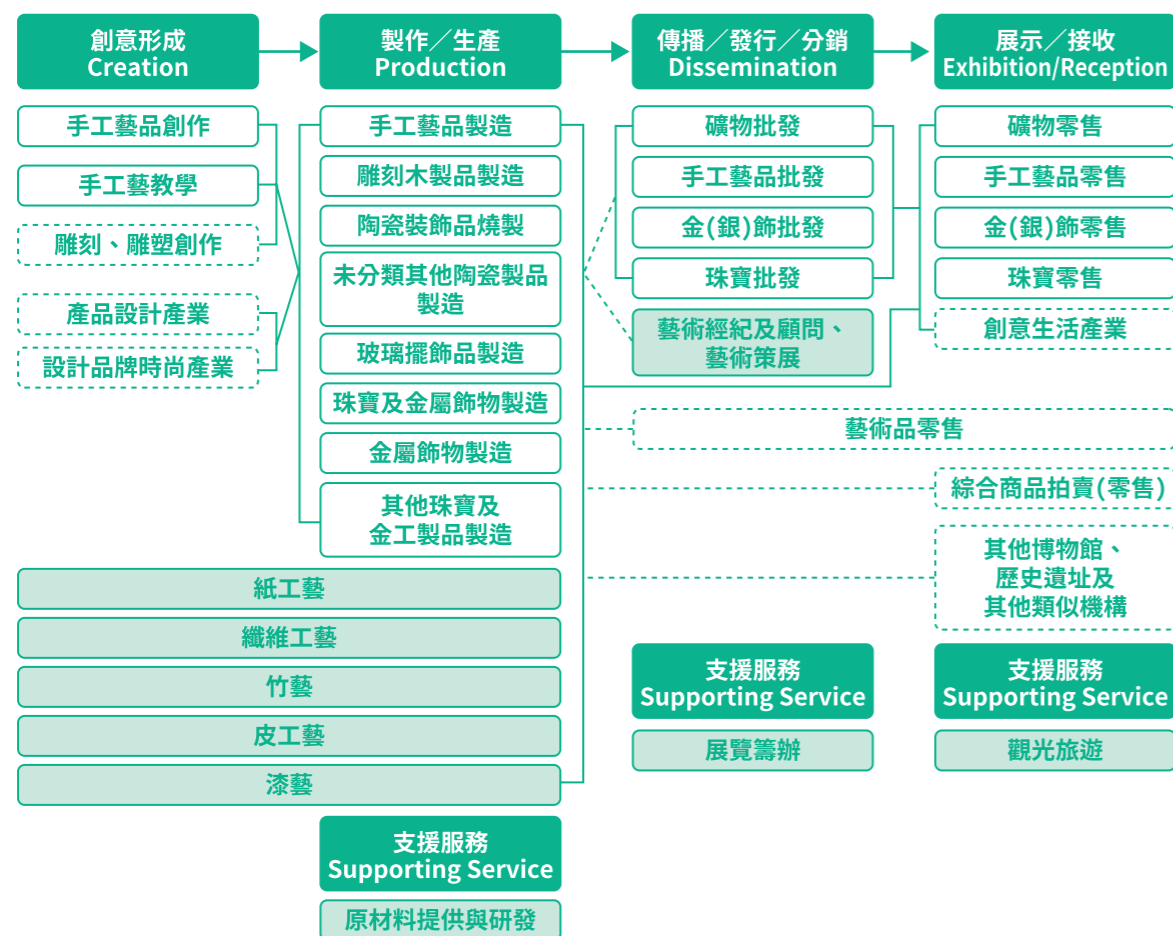 創意形成
Creation
製作／生產
Production
傳播／發行／分銷
Dissemination
展示／接收
Exhibition/Reception
手工藝品創作
手工藝教學
雕刻、雕塑創作
產品設計產業
設計品牌時尚產業
手工藝品製造
雕刻木製品製造
陶瓷裝飾品燒製
未分類其他陶瓷製品
製造
玻璃擺飾品製造
珠寶及金屬飾物製造
金屬飾物製造
其他珠寶及
金工製品製造
礦物批發
手工藝品批發
金(銀)飾批發
珠寶批發
藝術經紀及顧問、
藝術策展
礦物零售
手工藝品零售
金(銀)飾零售
珠寶零售
創意生活產業
藝術品零售
綜合商品拍賣(零售)
其他博物館、
歷史遺址及
其他類似機構
紙工藝
纖維工藝
竹藝
皮工藝
漆藝
支援服務
Supporting Service
原材料提供與研發
支援服務
Supporting Service
展覽籌辦
支援服務
Supporting Service
觀光旅遊